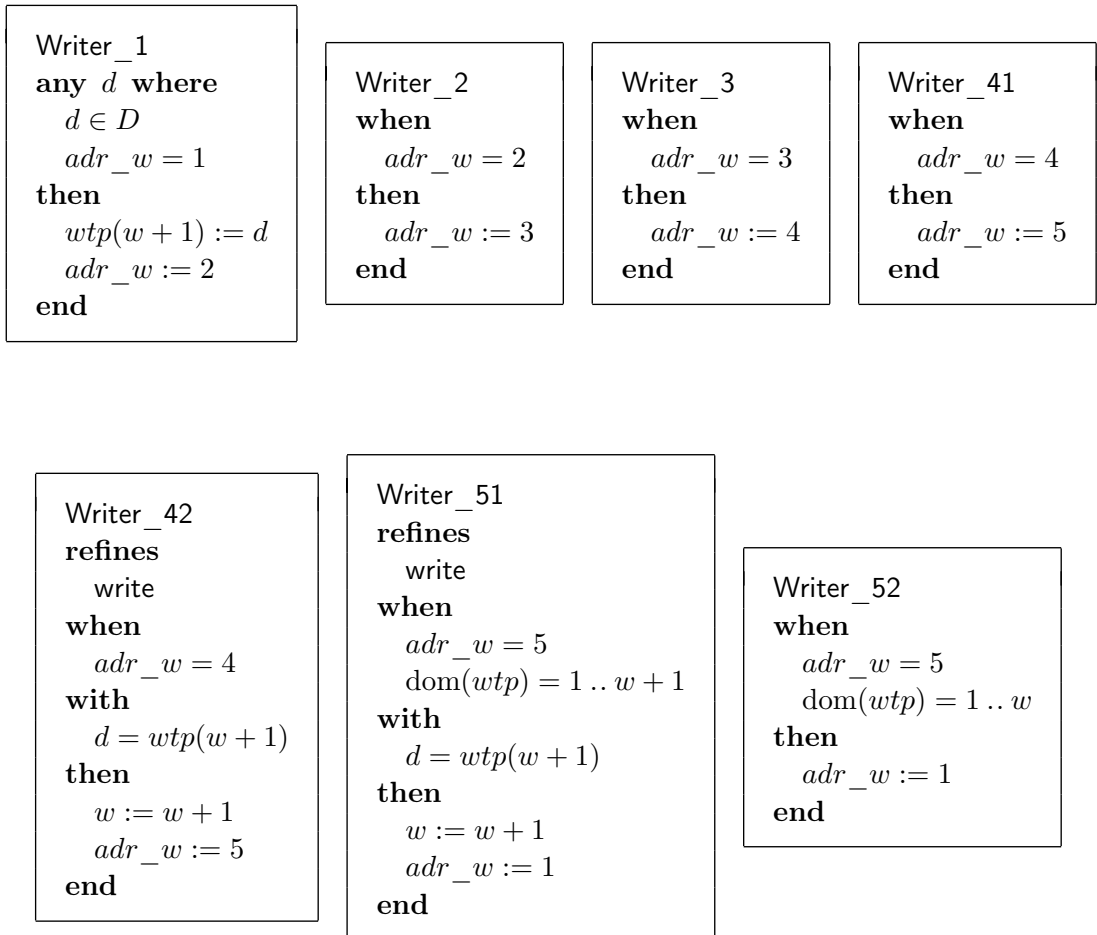 Writer_1
any d where
d ∈ D
adr_w = 1
then
wtp(w + 1) := d
adr_w := 2
end
Writer_2
when
adr_w = 2
then
adr_w := 3
end
Writer_3
when
adr_w = 3
then
adr_w := 4
end
Writer_41
when
adr_w = 4
then
adr_w := 5
end
Writer_42
refines
write
when
adr_w = 4
with
d = wtp(w + 1)
then
w := w + 1
adr_w := 5
end
Writer_51
refines
write
when
adr_w = 5
dom(wtp) = 1 .. w + 1
with
d = wtp(w + 1)
then
w := w + 1
adr_w := 1
end
Writer_52
when
adr_w = 5
dom(wtp) = 1 .. w
then
adr_w := 1
end